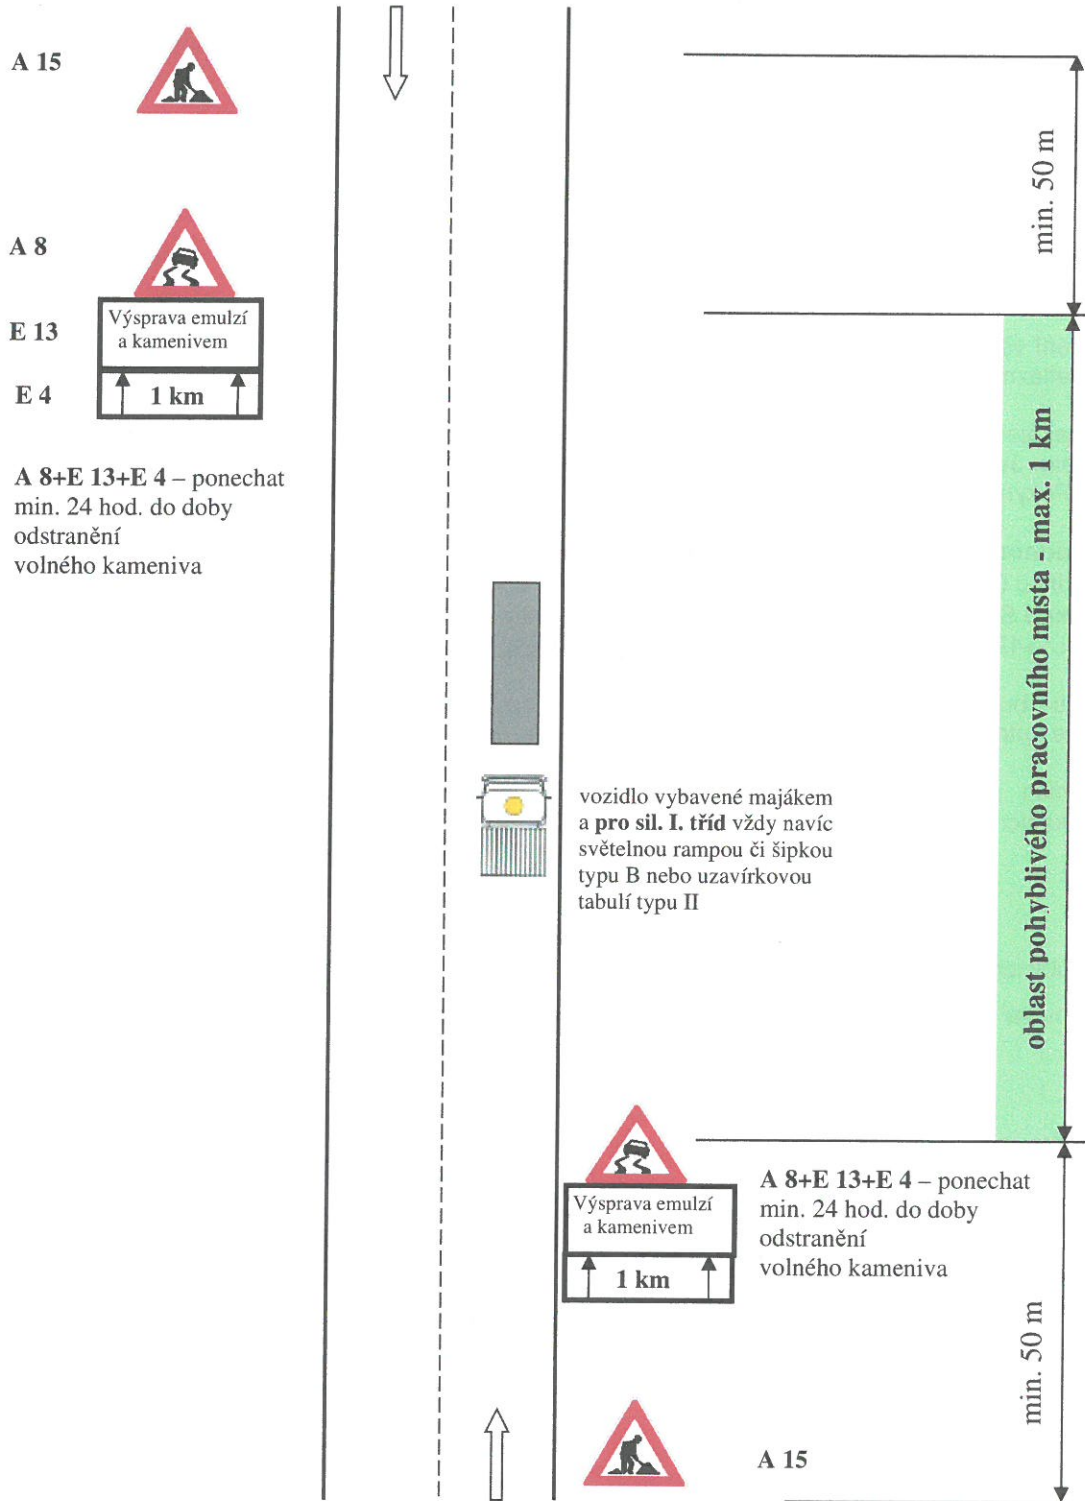 A 15
min. 50 m
A 8
E 13
Výsprava emulzí
a kamenivem
E 4
1 km
A 8+E 13+E 4 – ponechat
min. 24 hod. do doby
odstranění
volného kameniva
oblast pohyblivého pracovního místa - max. 1 km
vozidlo vybavené majákem
a pro sil. I. tříd vždy navíc
světelnou rampou či šipkou
typu B nebo uzavírkovou
tabulí typu II
Výsprava emulzí
a kamenivem
1 km
A 8+E 13+E 4 – ponechat
min. 24 hod. do doby
odstranění
volného kameniva
min. 50 m
A 15